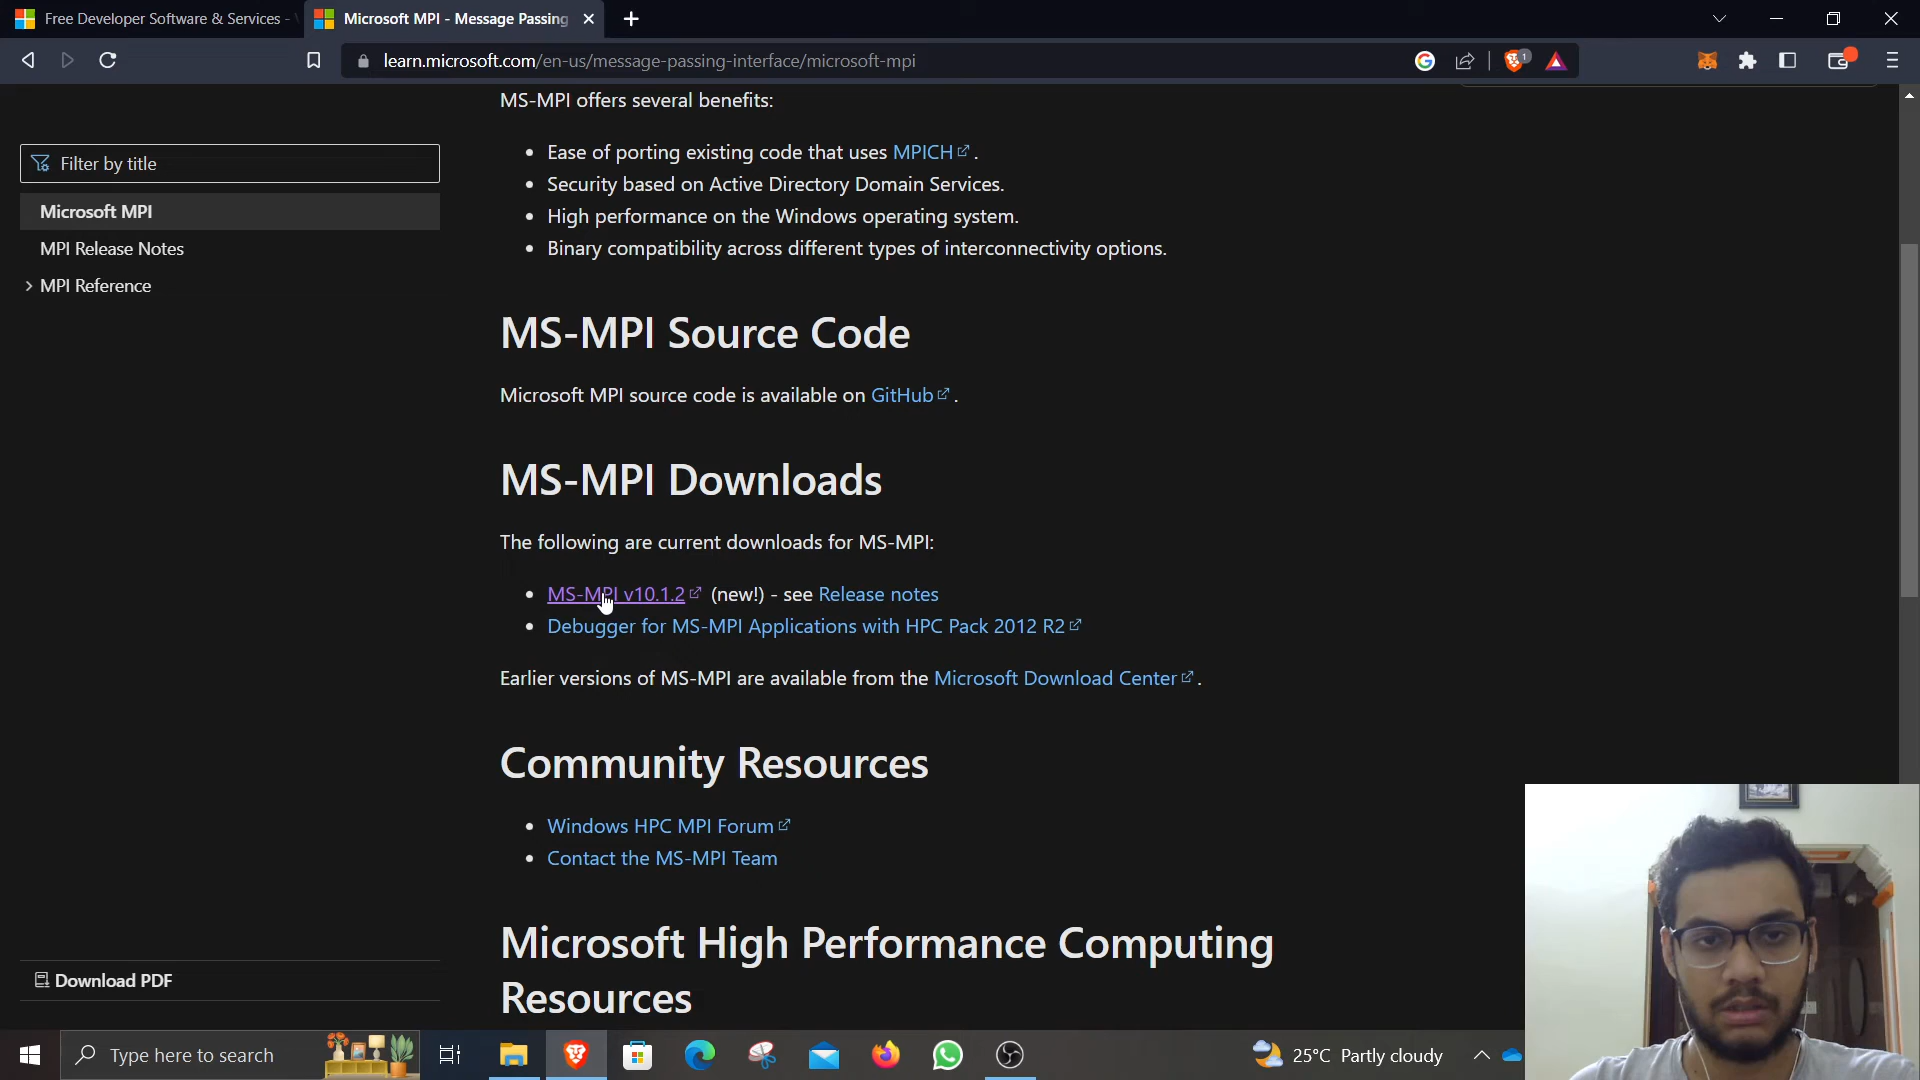 Free Developer Software & Services -
Microsoft MPI - Message Passing
learn.microsoft.com/en-us/message-passing-interface/microsoft-mpi
1
Filter by title
Microsoft MPI
MPI Release Notes
MPI Reference
Download PDF
MS-MPI offers several benefits:
• Ease of porting existing code that uses MPICH .
• Security based on Active Directory Domain Services.
• High performance on the Windows operating system.
• Binary compatibility across different types of interconnectivity options.
MS-MPI Source Code
Microsoft MPI source code is available on GitHub .
MS-MPI Downloads
The following are current downloads for MS-MPI:
• MS-MPI v10.1.2 (new!) - see Release notes
• Debugger for MS-MPI Applications with HPC Pack 2012 R2
Earlier versions of MS-MPI are available from the Microsoft Download Center .
Community Resources
• Windows HPC MPI Forum
• Contact the MS-MPI Team
Microsoft High Performance Computing
Resources
Type here to search
25°C Partly cloudy